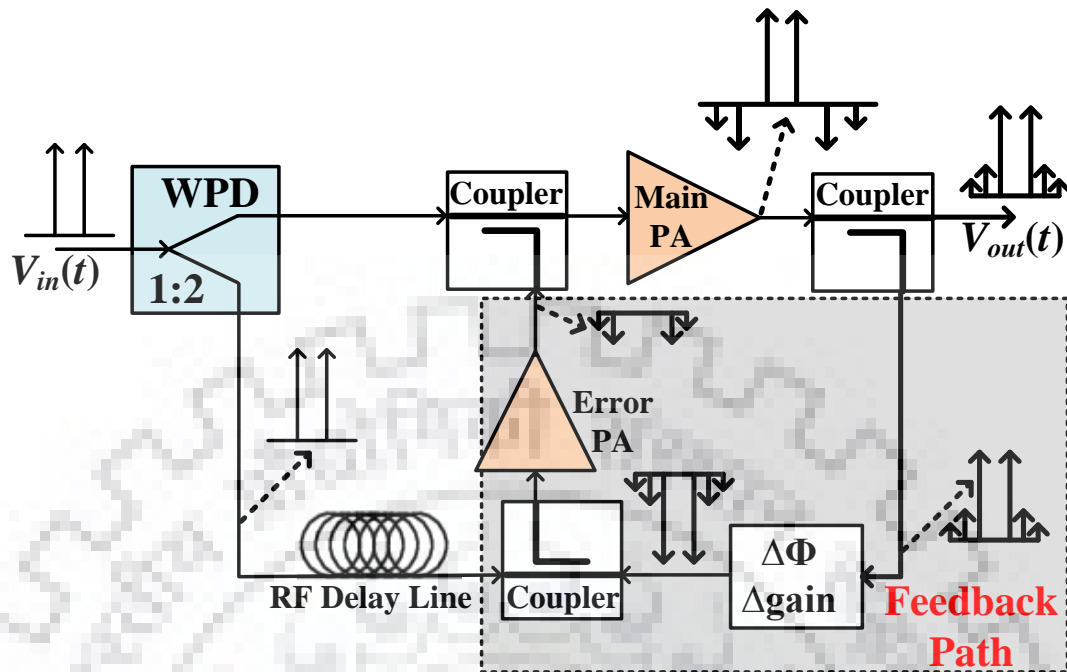 WPD
1:2
V_in(t)
Coupler
Main
PA
Coupler
V_out(t)
Error
PA
RF Delay Line
Coupler
ΔΦ
Δgain
Feedback
Path